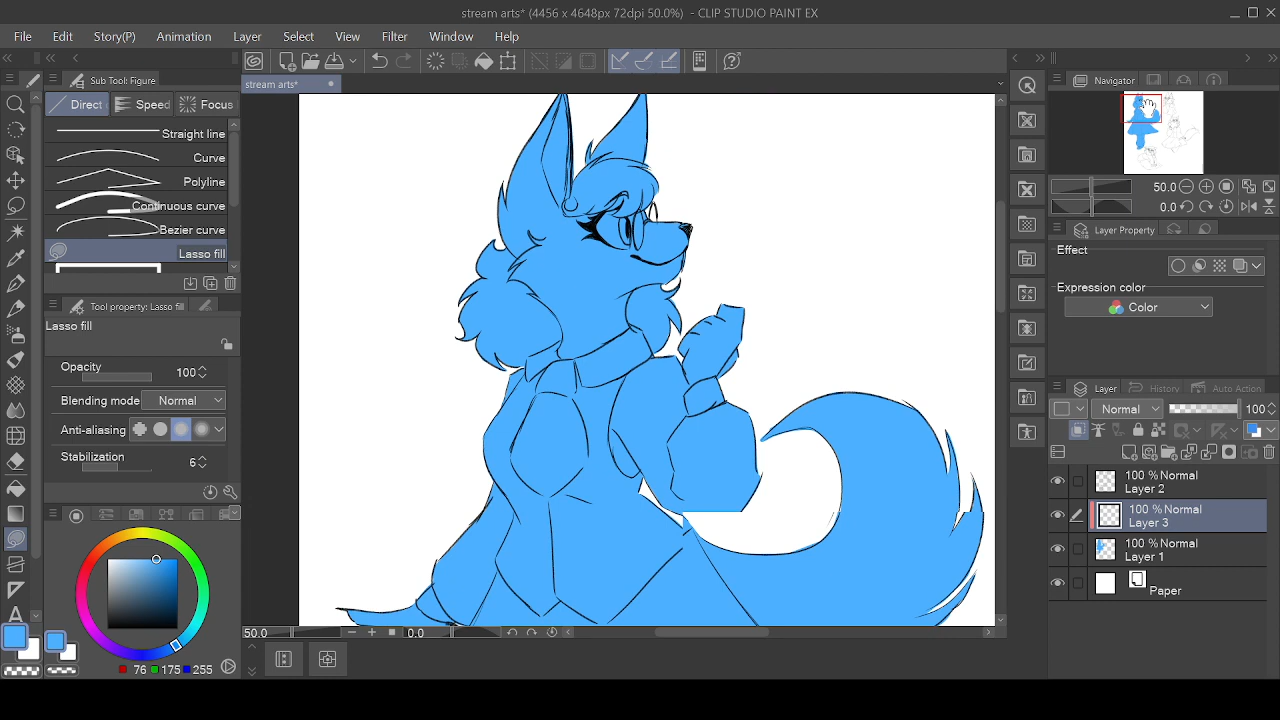 stream arts* (4456 x 4648px 72dpi 50.0%)  - CLIP STUDIO PAINT EX
File Edit Story(P) Animation Layer Select View Filter Window Help
Sub Tool: Figure
stream arts*
Navigator
Direct Speed Focus
Straight line
Curve
Polyline
Continuous curve
Bezier curve
Lasso fill
50.0
0.0
Layer Property
Effect
Expression color
Color
Tool property: Lasso fill
Lasso fill
Opacity 100
Blending mode Normal
Anti-aliasing
Stabilization 6
Layer History Auto Action
Normal 100
100 % Normal
Layer 2
100 % Normal
Layer 3
100 % Normal
Layer 1
Paper
A
50.0 0.0
76 175 255